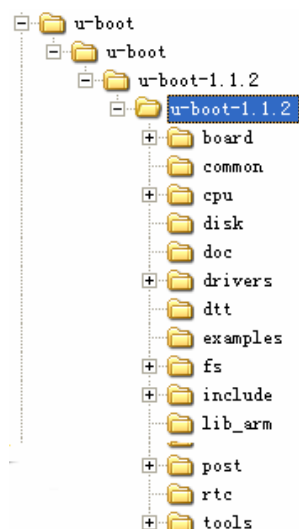 u-boot
u-boot
u-boot-1.1.2
u-boot-1.1.2
board
common
cpu
disk
doc
drivers
dtt
examples
fs
include
lib_arm
post
rtc
tools